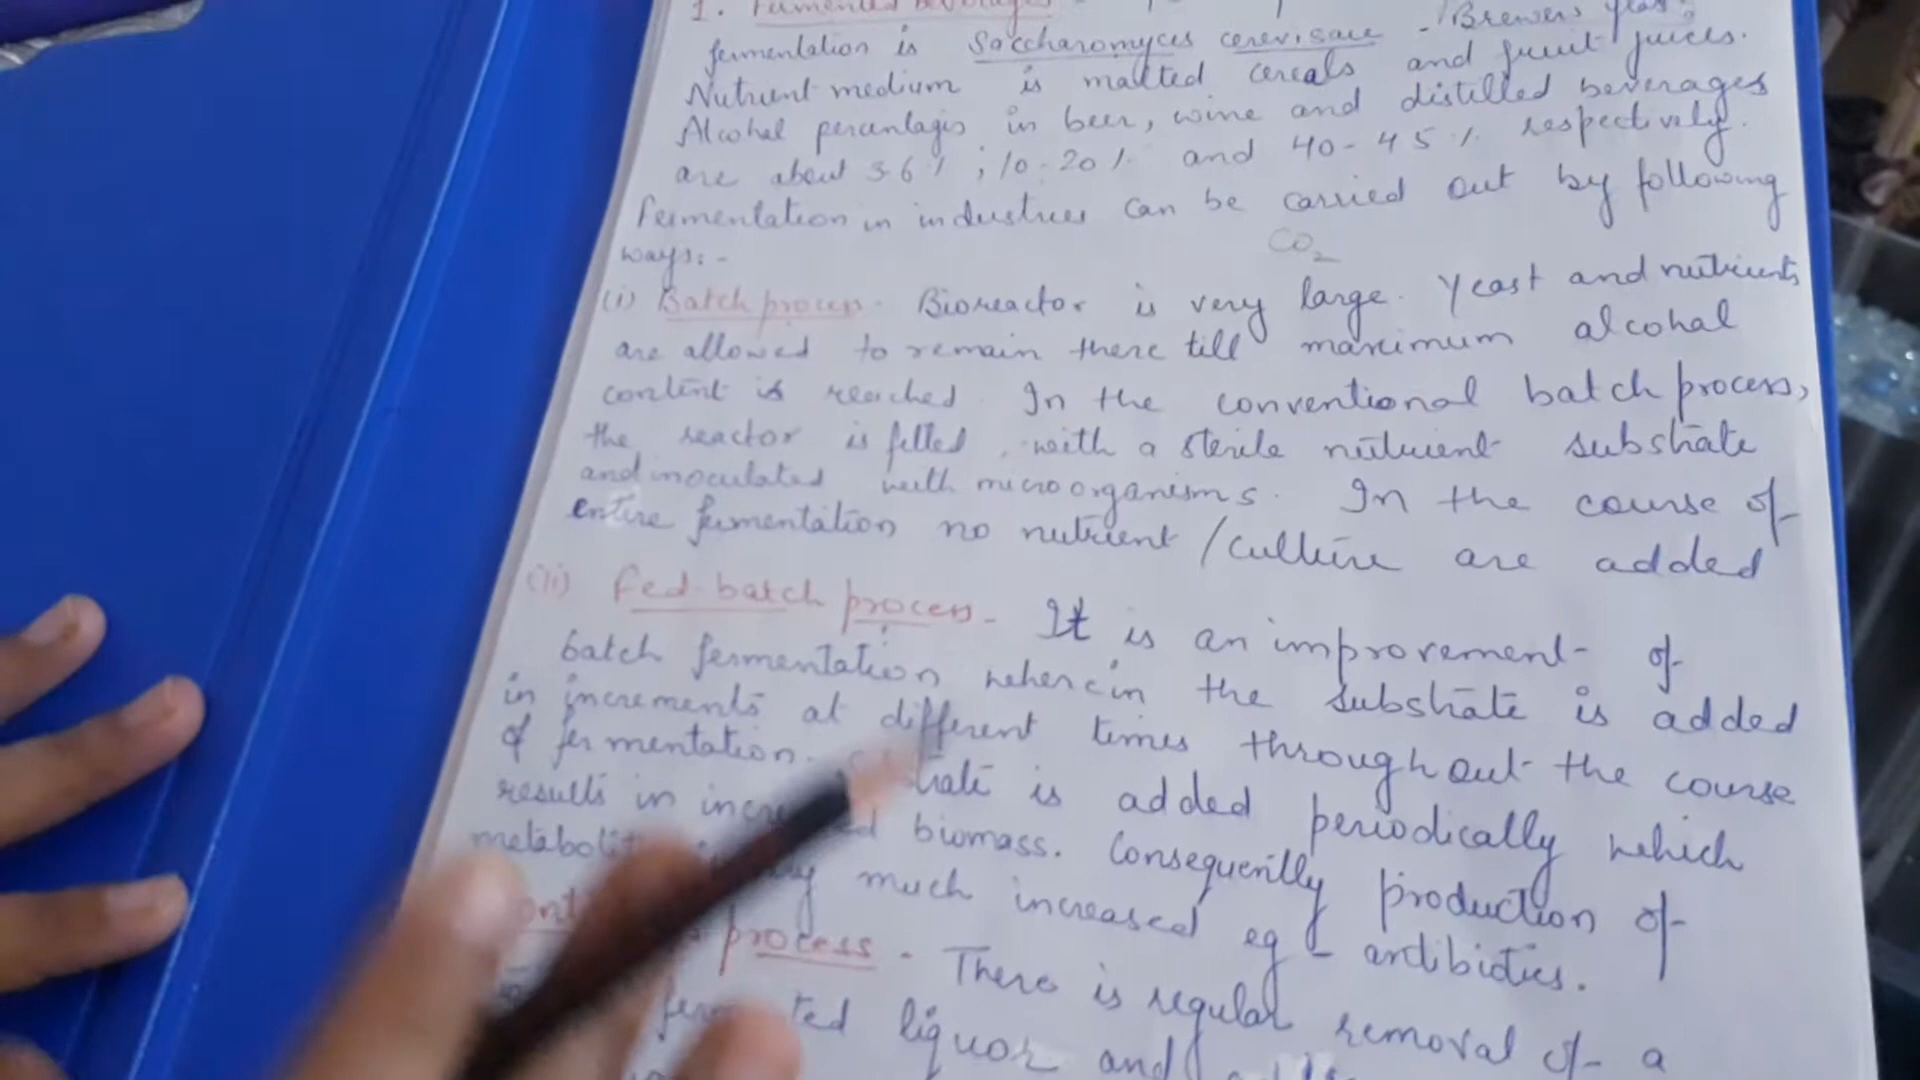 1. Fermented Beverages
fermentation is Saccharomyces cerevisae - Brewers yeast,
Nutrient medium is malted cereals and fruit juices.
Alcohal percentages in beer, wine and distilled beverages
are about 3-6%, 10-20% and 40-45% respectively.
Fermentation in industries can be carried out by following
ways:-
CO2
(i) Batch process - Bioreactor is very large. Yeast and nutrients
are allowed to remain there till maximum alcohal
content is reached. In the conventional batch process,
the reactor is filled with a sterile nutrient substrate
and inoculated with microorganisms. In the course of
entire fermentation no nutrient / culture are added
(ii) Fed-batch process - It is an improvement of
batch fermentation wherein the substrate is added
in increments at different times throughout the course
of fermentation. is added periodically which
results in biomass. Consequently production of
much increased eg - antibiotics.
process - There is regular removal of a
liquor and